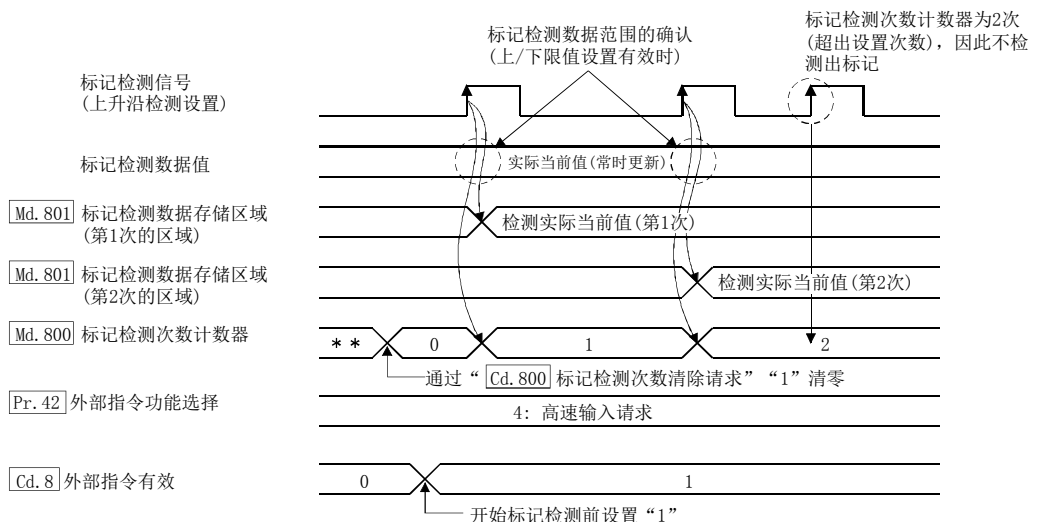 标记检测次数计数器为2次
(超出设置次数)，因此不检
测出标记
标记检测数据范围的确认
(上/下限值设置有效时)
标记检测信号
(上升沿检测设置)
标记检测数据值
实际当前值(常时更新)
Md.801 标记检测数据存储区域
(第1次的区域)
检测实际当前值(第1次)
Md.801 标记检测数据存储区域
(第2次的区域)
检测实际当前值(第2次)
Md.800 标记检测次数计数器
** 0 1 2
通过“ Cd.800 标记检测次数清除请求” “1”清零
Pr.42 外部指令功能选择
4: 高速输入请求
Cd.8 外部指令有效
0 1
开始标记检测前设置“1”